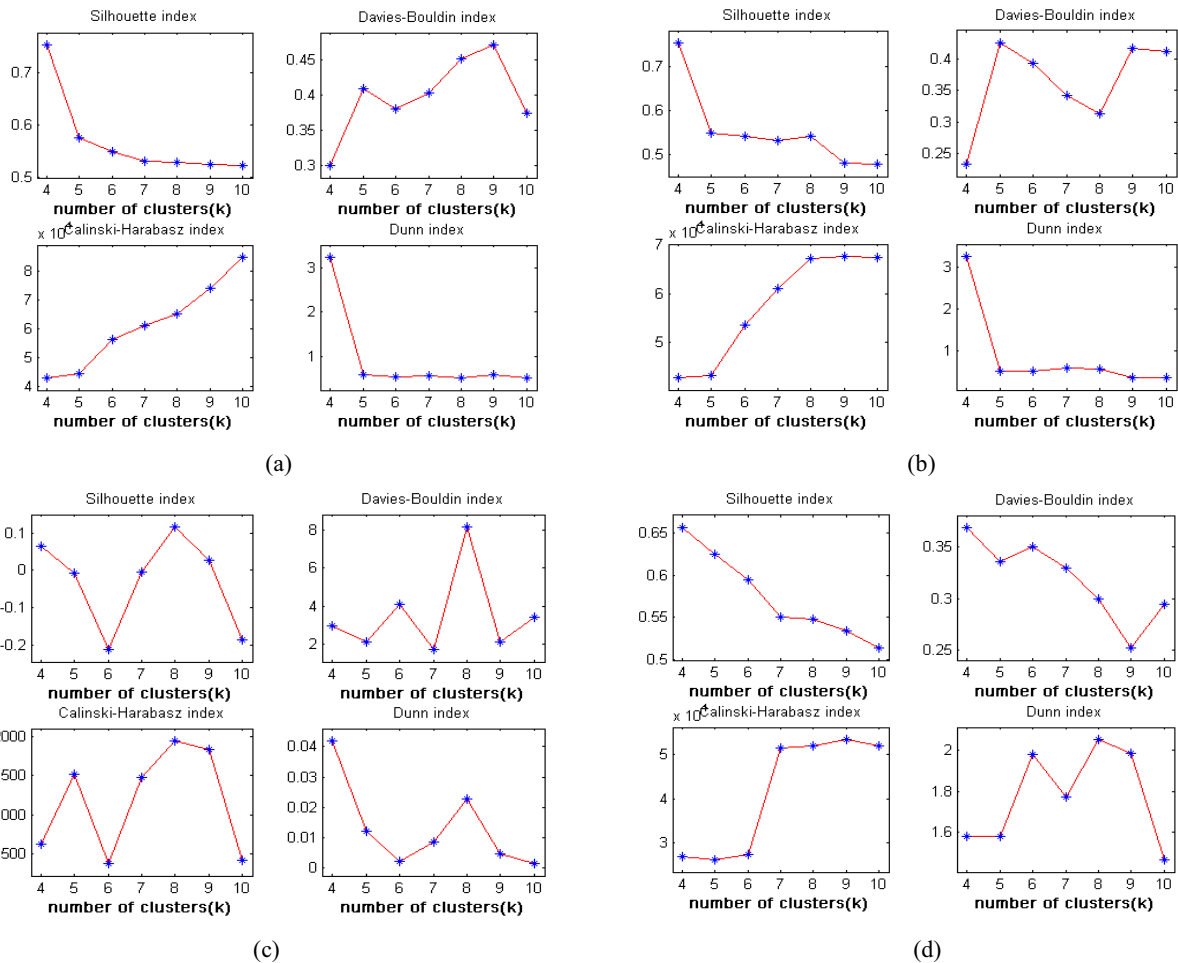 Silhouette index
0.7
0.6
0.5
4 5 6 7 8 9 10
number of clusters(k)
Davies-Bouldin index
0.45
0.4
0.35
0.3
4 5 6 7 8 9 10
number of clusters(k)
x 10^4
Calinski-Harabasz index
8
7
6
5
4
4 5 6 7 8 9 10
number of clusters(k)
Dunn index
3
2
1
4 5 6 7 8 9 10
number of clusters(k)
(a)
Silhouette index
0.7
0.6
0.5
4 5 6 7 8 9 10
number of clusters(k)
Davies-Bouldin index
0.4
0.35
0.3
0.25
4 5 6 7 8 9 10
number of clusters(k)
x 10^4
Calinski-Harabasz index
7
6
5
4 5 6 7 8 9 10
number of clusters(k)
Dunn index
3
2
1
4 5 6 7 8 9 10
number of clusters(k)
(b)
Silhouette index
0.1
0
-0.1
-0.2
4 5 6 7 8 9 10
number of clusters(k)
Davies-Bouldin index
8
6
4
2
4 5 6 7 8 9 10
number of clusters(k)
Calinski-Harabasz index
2000
500
000
500
4 5 6 7 8 9 10
number of clusters(k)
Dunn index
0.04
0.03
0.02
0.01
0
4 5 6 7 8 9 10
number of clusters(k)
(c)
Silhouette index
0.65
0.6
0.55
0.5
4 5 6 7 8 9 10
number of clusters(k)
Davies-Bouldin index
0.35
0.3
0.25
4 5 6 7 8 9 10
number of clusters(k)
x 10^4
Calinski-Harabasz index
5
4
3
4 5 6 7 8 9 10
number of clusters(k)
Dunn index
2
1.8
1.6
4 5 6 7 8 9 10
number of clusters(k)
(d)